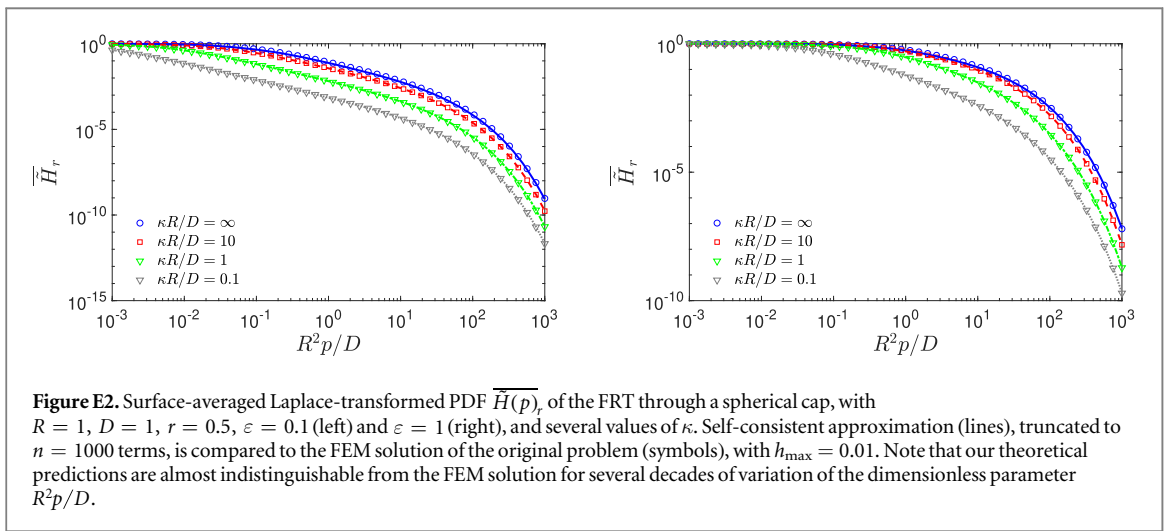 10^0
10^-5
10^-10
10^-15
\overline{\tilde{H}}_r
κR/D = ∞
κR/D = 10
κR/D = 1
κR/D = 0.1
10^-3 10^-2 10^-1 10^0 10^1 10^2 10^3
R^2p/D
10^0
10^-5
10^-10
\overline{\tilde{H}}_r
κR/D = ∞
κR/D = 10
κR/D = 1
κR/D = 0.1
10^-3 10^-2 10^-1 10^0 10^1 10^2 10^3
R^2p/D
Figure E2. Surface-averaged Laplace-transformed PDF \overline{\tilde{H}(p)}_r of the FRT through a spherical cap, with
R = 1, D = 1, r = 0.5, ε = 0.1 (left) and ε = 1 (right), and several values of κ. Self-consistent approximation (lines), truncated to
n = 1000 terms, is compared to the FEM solution of the original problem (symbols), with h_max = 0.01. Note that our theoretical
predictions are almost indistinguishable from the FEM solution for several decades of variation of the dimensionless parameter
R^2p/D.